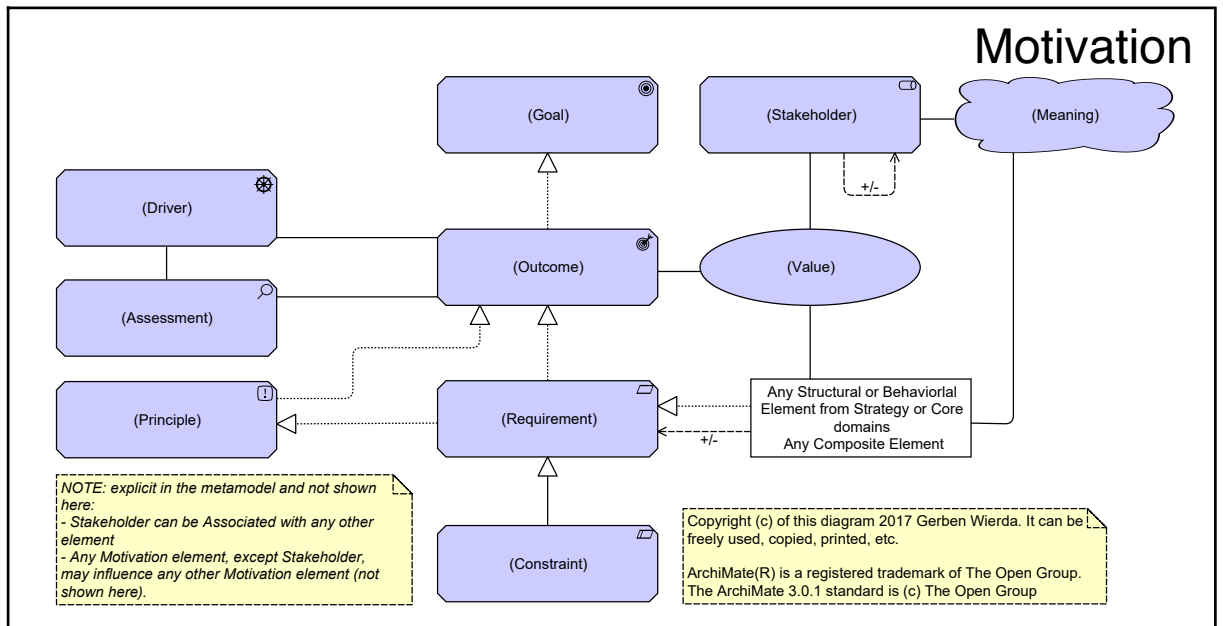 Motivation
(Goal)
(Stakeholder)
(Meaning)
+/-
(Driver)
(Outcome)
(Value)
(Assessment)
(Principle)
!
(Requirement)
+/-
Any Structural or Behaviorlal
Element from Strategy or Core
domains
Any Composite Element
NOTE: explicit in the metamodel and not shown
here:
- Stakeholder can be Associated with any other
element
- Any Motivation element, except Stakeholder,
may influence any other Motivation element (not
shown here).
(Constraint)
Copyright (c) of this diagram 2017 Gerben Wierda. It can be
freely used, copied, printed, etc.
ArchiMate(R) is a registered trademark of The Open Group.
The ArchiMate 3.0.1 standard is (c) The Open Group